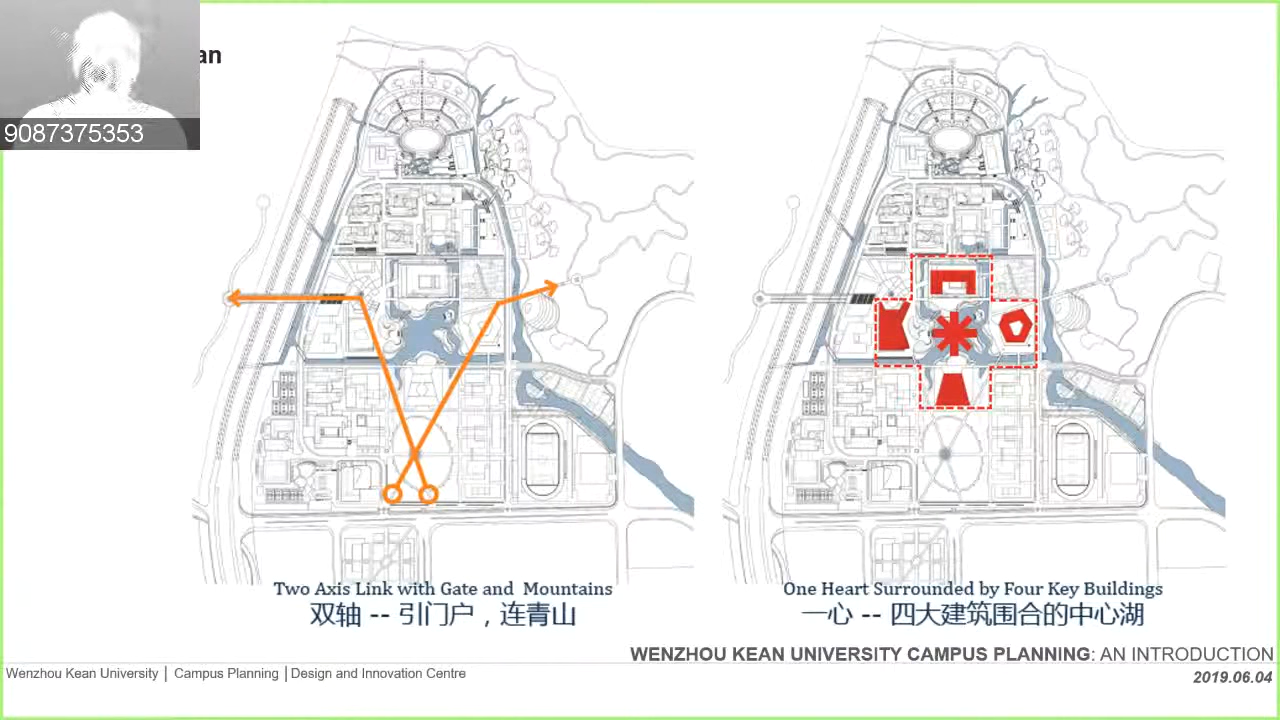 an
9087375353
Two Axis Link with Gate and Mountains
双轴 -- 引门户，连青山
One Heart Surrounded by Four Key Buildings
一心 -- 四大建筑围合的中心湖
WENZHOU KEAN UNIVERSITY CAMPUS PLANNING: AN INTRODUCTION
Wenzhou Kean University │ Campus Planning │Design and Innovation Centre
2019.06.04